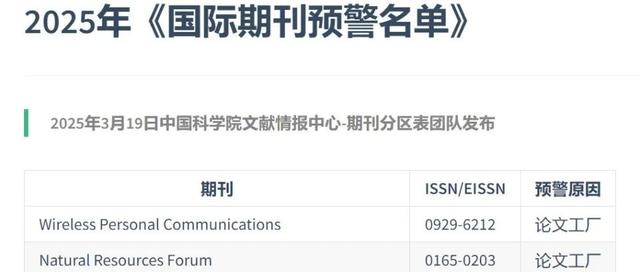 2025年《国际期刊预警名单》
2025年3月19日中国科学院文献情报中心-期刊分区表团队发布
期刊 ISSN/EISSN 预警原因
Wireless Personal Communications 0929-6212 论文工厂
Natural Resources Forum 0165-0203 论文工厂